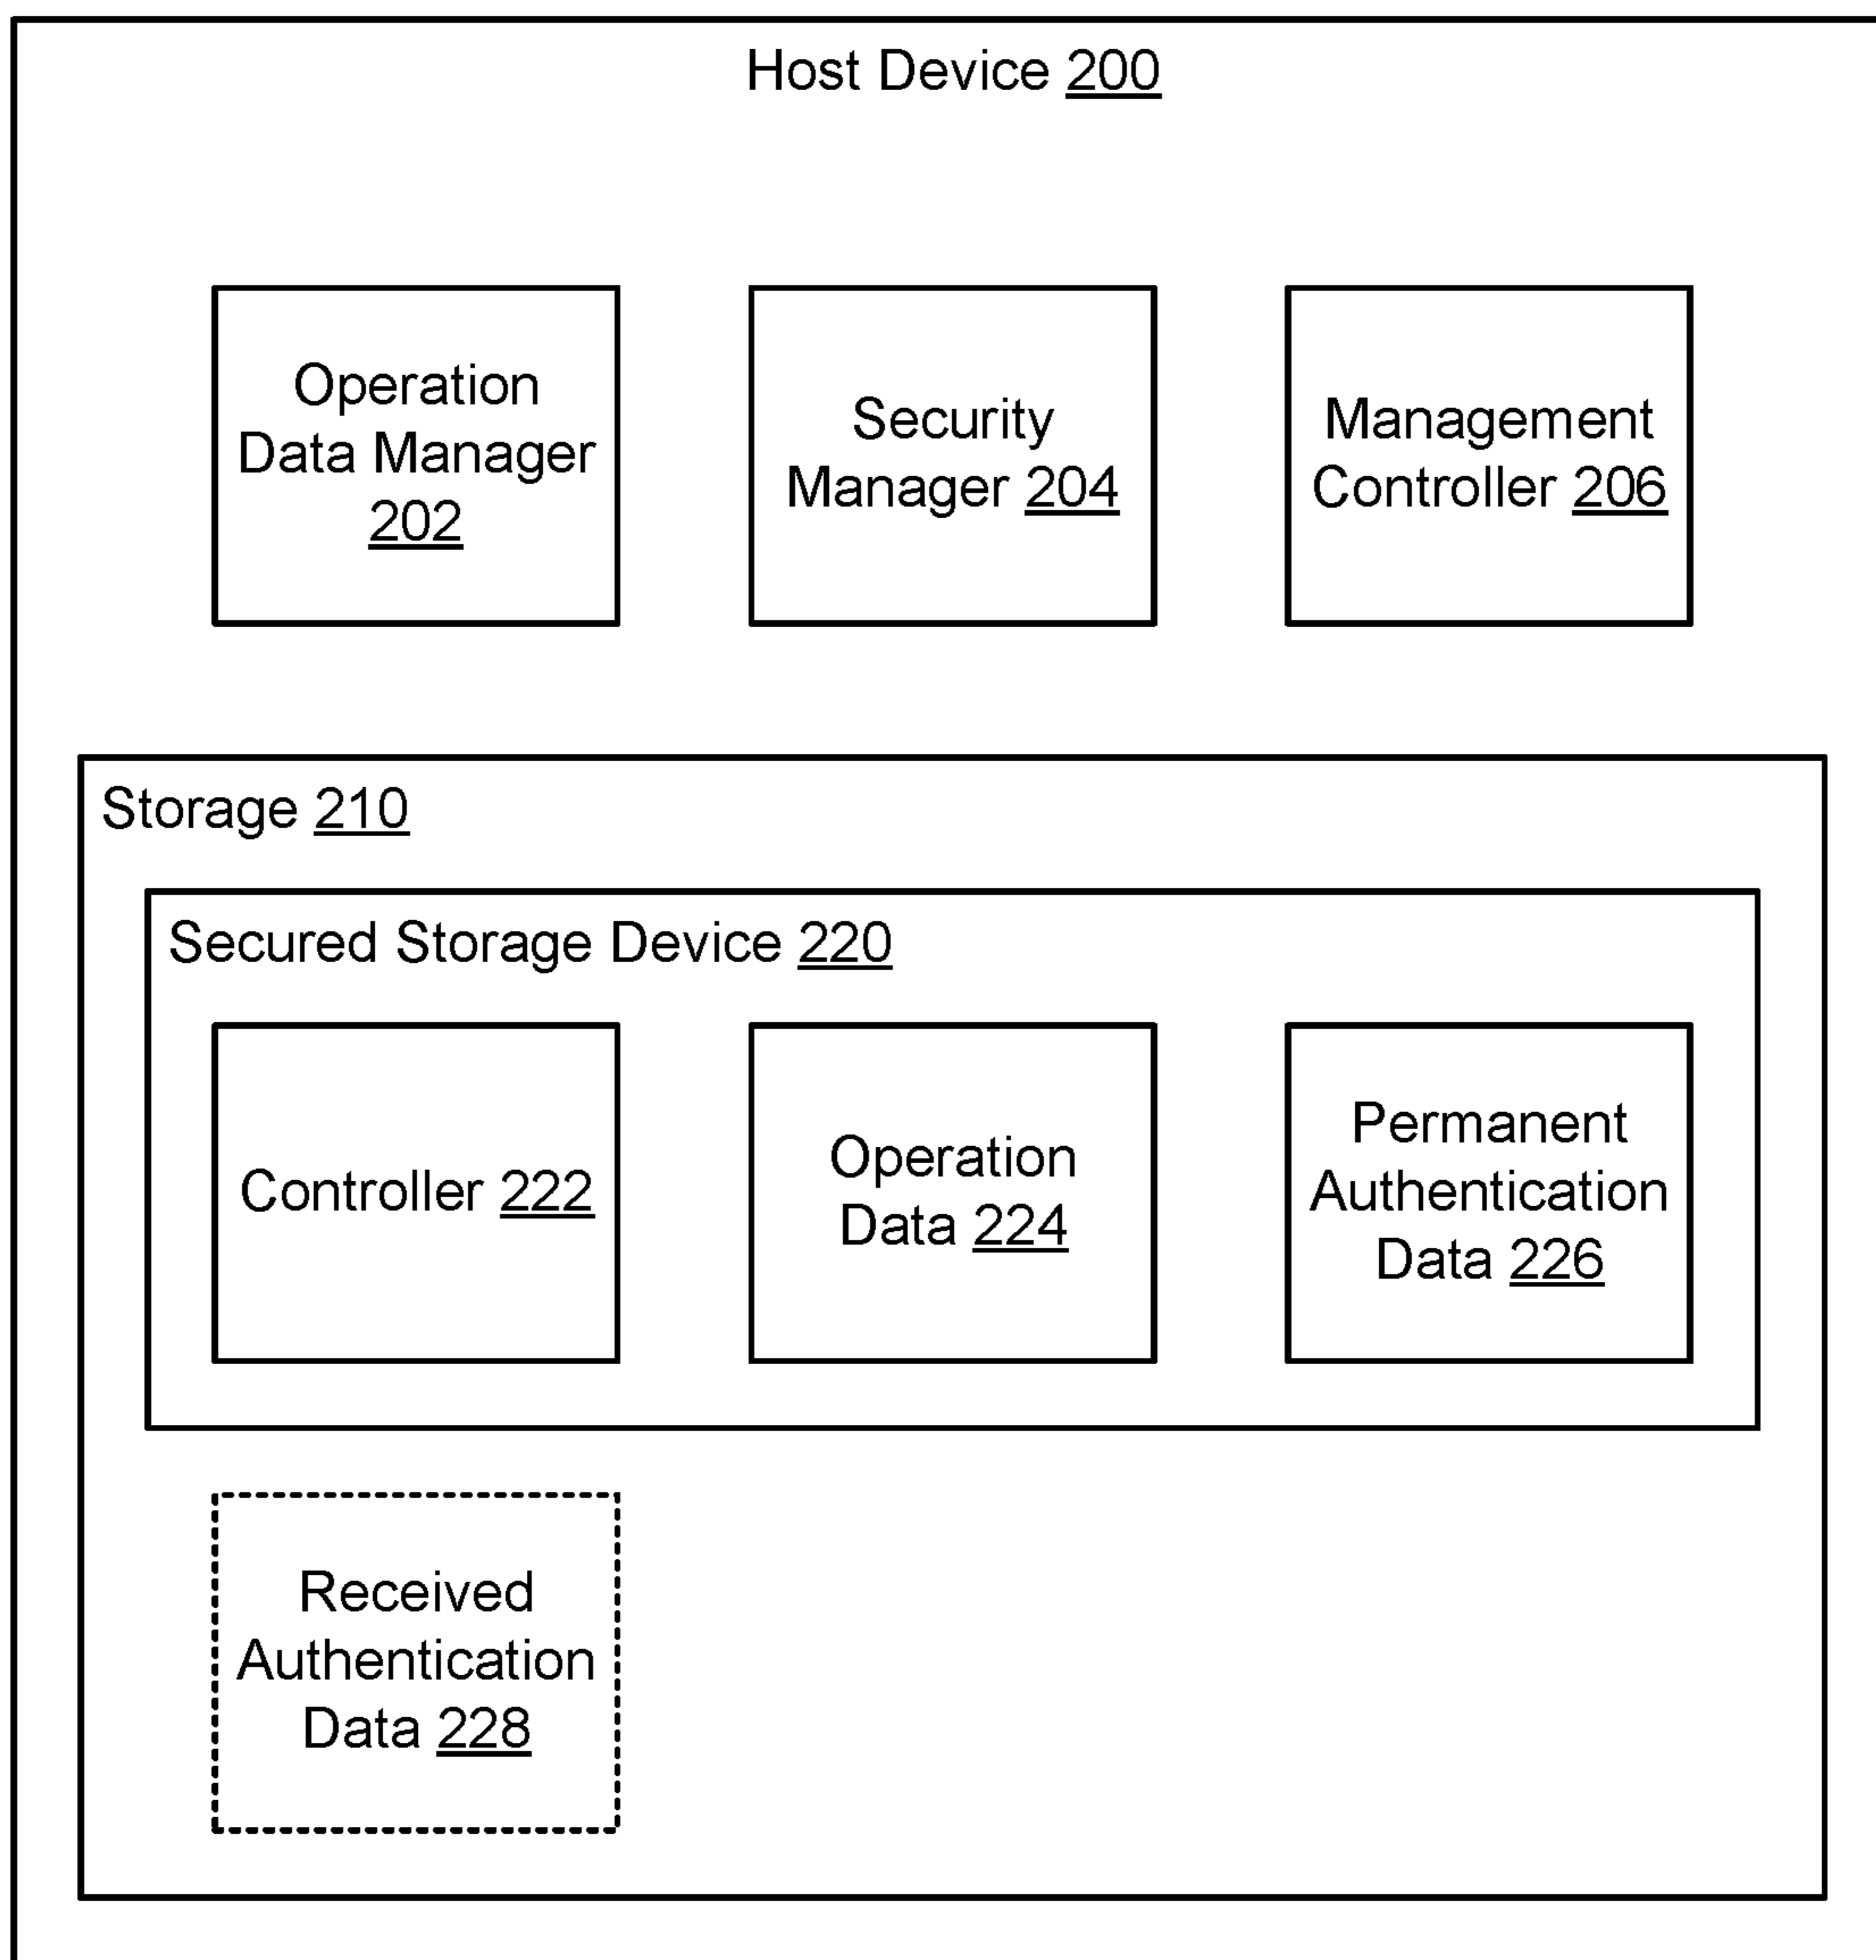 Host Device 200
Operation
Data Manager
202
Security
Manager 204
Management
Controller 206
Storage 210
Secured Storage Device 220
Controller 222
Operation
Data 224
Permanent
Authentication
Data 226
Received
Authentication
Data 228